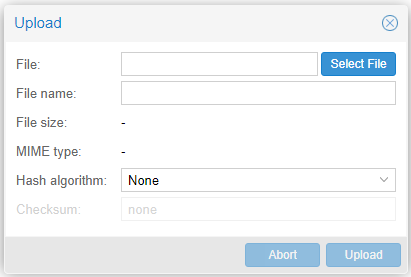 Upload
File: Select File
File name:
File size: -
MIME type: -
Hash algorithm: None
Checksum: none
Abort Upload